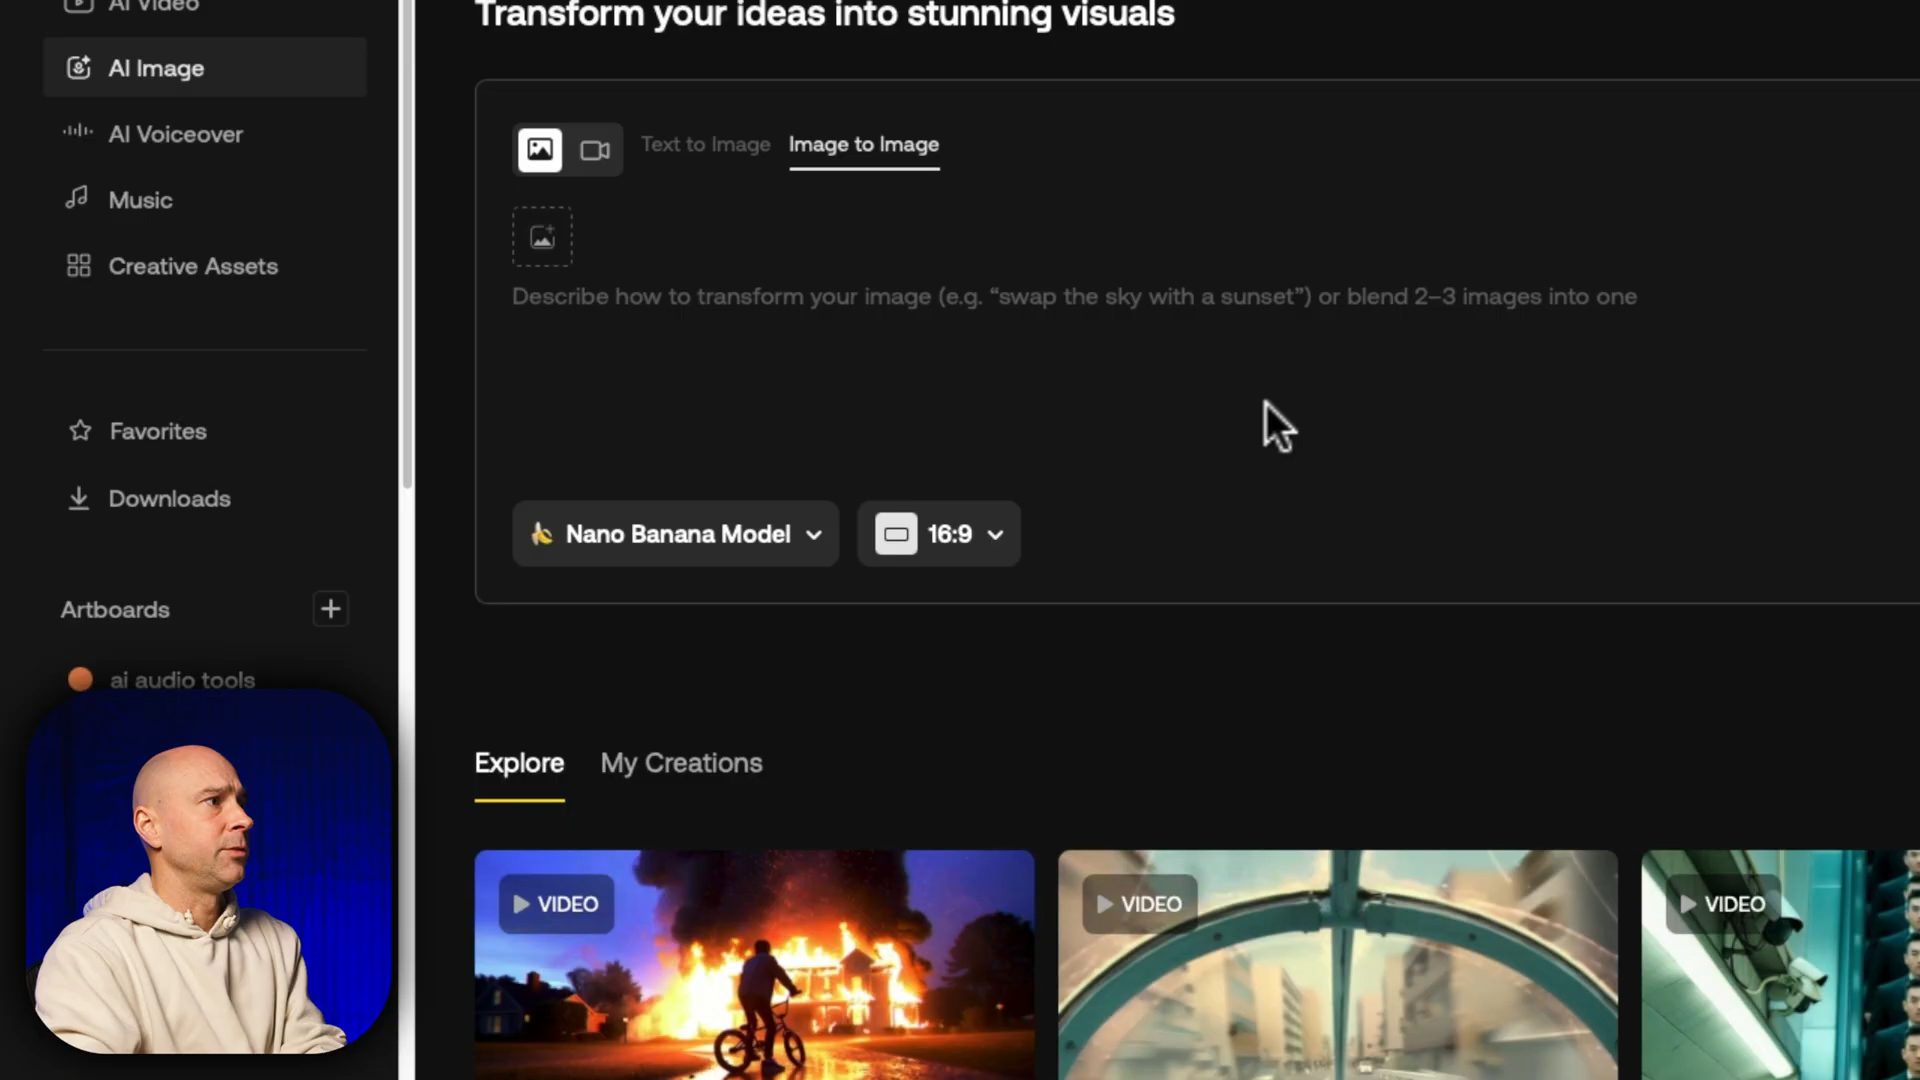 AI Video
AI Image
AI Voiceover
Music
Creative Assets
Favorites
Downloads
Artboards
ai audio tools
Transform your ideas into stunning visuals
Text to Image
Image to Image
Describe how to transform your image (e.g. “swap the sky with a sunset”) or blend 2–3 images into one
Nano Banana Model
16:9
Explore
My Creations
VIDEO
VIDEO
VIDEO